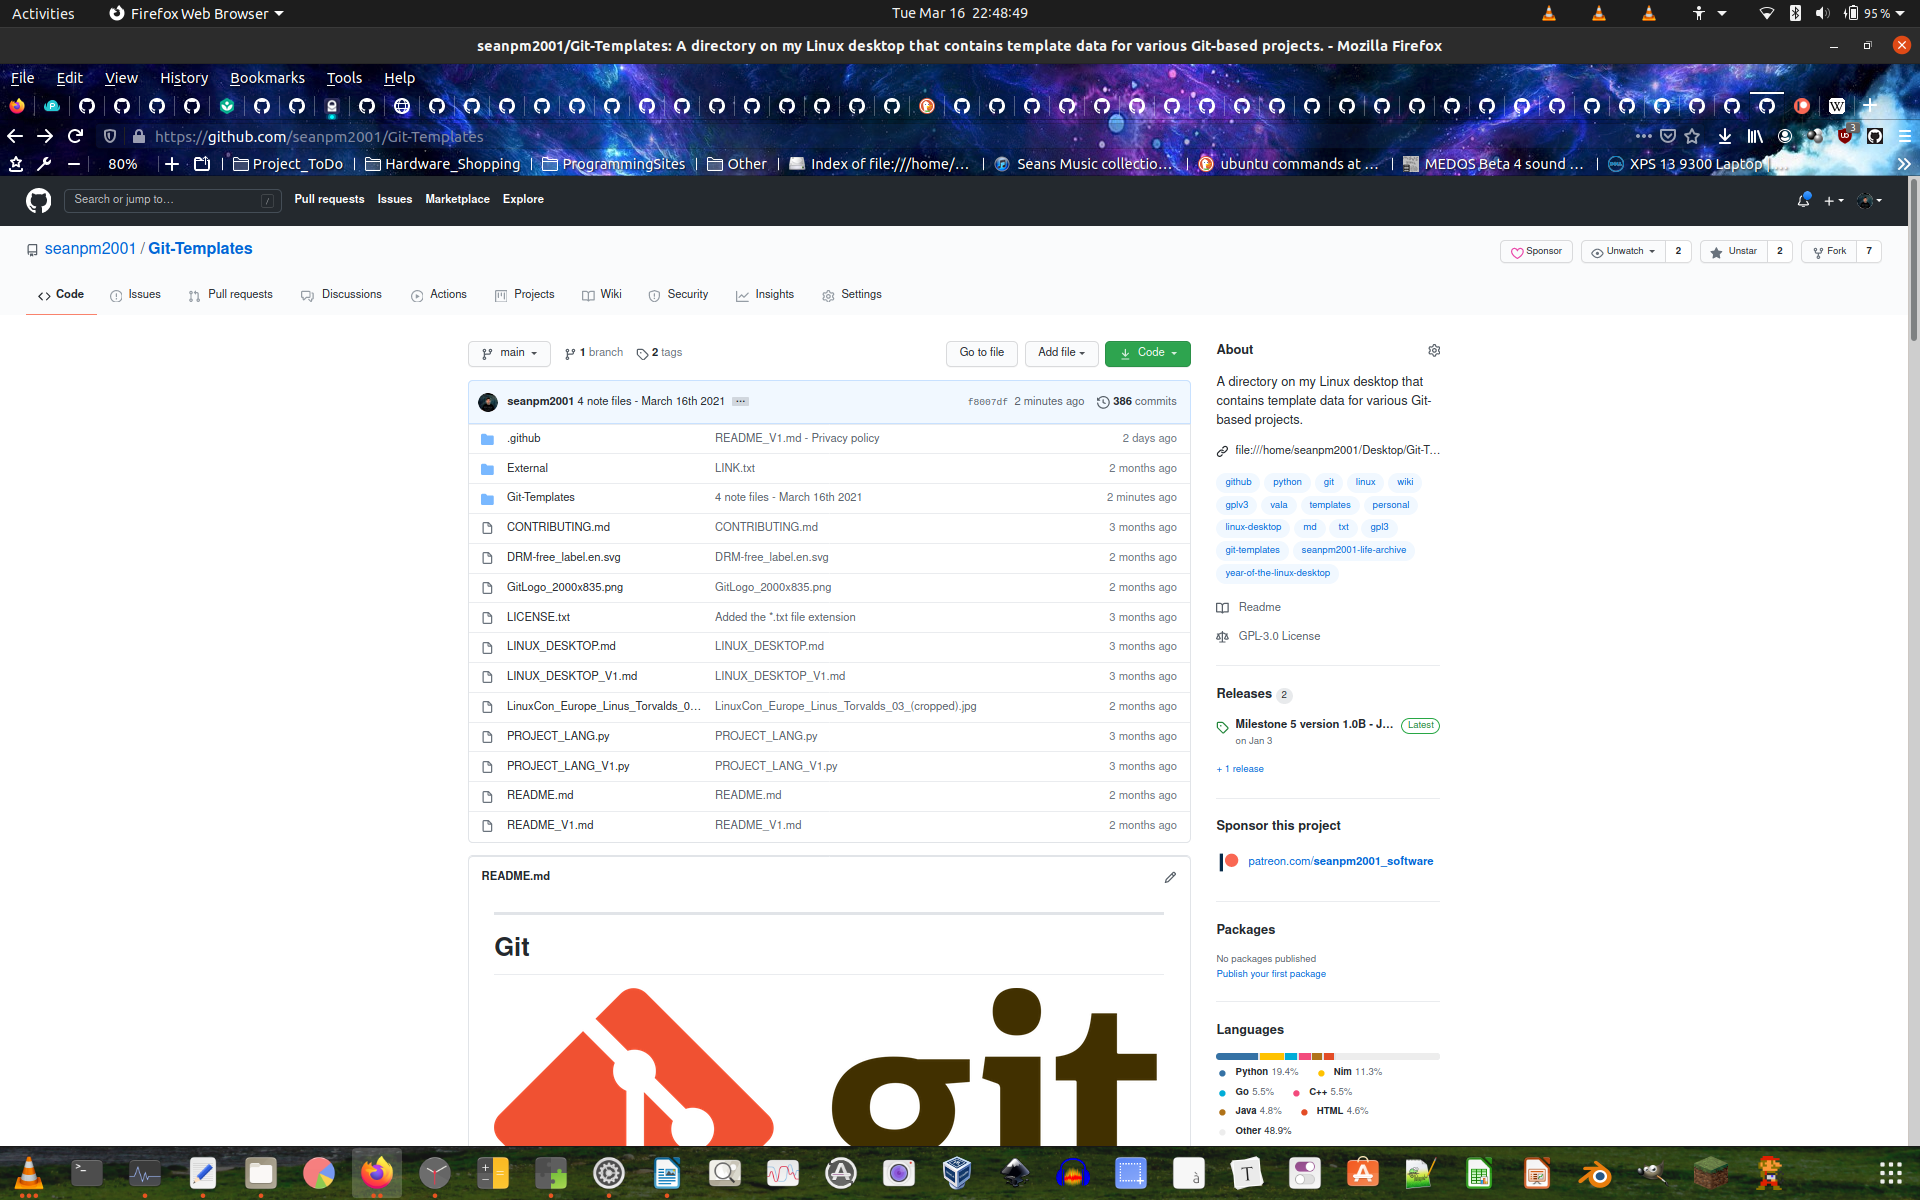 Activities Firefox Web Browser Tue Mar 16 22:48:49 95 %
seanpm2001/Git-Templates: A directory on my Linux desktop that contains template data for various Git-based projects. - Mozilla Firefox
File Edit View History Bookmarks Tools Help
https://github.com/seanpm2001/Git-Templates 3
80% Project_ToDo Hardware_Shopping ProgrammingSites Other Index of file:///home/... Seans Music collectio... ubuntu commands at ... MEDOS Beta 4 sound ... XPS 13 9300 Laptop
Search or jump to... / Pull requests Issues Marketplace Explore
seanpm2001 / Git-Templates Sponsor Unwatch 2 Unstar 2 Fork 7
Code Issues Pull requests Discussions Actions Projects Wiki Security Insights Settings
main 1 branch 2 tags Go to file Add file Code
seanpm2001 4 note files - March 16th 2021 ... f8007df 2 minutes ago 386 commits
.github README_V1.md - Privacy policy 2 days ago
External LINK.txt 2 months ago
Git-Templates 4 note files - March 16th 2021 2 minutes ago
CONTRIBUTING.md CONTRIBUTING.md 3 months ago
DRM-free_label.en.svg DRM-free_label.en.svg 2 months ago
GitLogo_2000x835.png GitLogo_2000x835.png 2 months ago
LICENSE.txt Added the *.txt file extension 3 months ago
LINUX_DESKTOP.md LINUX_DESKTOP.md 3 months ago
LINUX_DESKTOP_V1.md LINUX_DESKTOP_V1.md 3 months ago
LinuxCon_Europe_Linus_Torvalds_0... LinuxCon_Europe_Linus_Torvalds_03_(cropped).jpg 2 months ago
PROJECT_LANG.py PROJECT_LANG.py 3 months ago
PROJECT_LANG_V1.py PROJECT_LANG_V1.py 3 months ago
README.md README.md 2 months ago
README_V1.md README_V1.md 2 months ago
README.md
Git
git
About
A directory on my Linux desktop that
contains template data for various Git-
based projects.
file:///home/seanpm2001/Desktop/Git-T...
github python git linux wiki
gplv3 vala templates personal
linux-desktop md txt gpl3
git-templates seanpm2001-life-archive
year-of-the-linux-desktop
Readme
GPL-3.0 License
Releases 2
Milestone 5 version 1.0B - J... Latest
on Jan 3
+ 1 release
Sponsor this project
patreon.com/seanpm2001_software
Packages
No packages published
Publish your first package
Languages
Python 19.4% Nim 11.3%
Go 5.5% C++ 5.5%
Java 4.8% HTML 4.6%
Other 48.9%